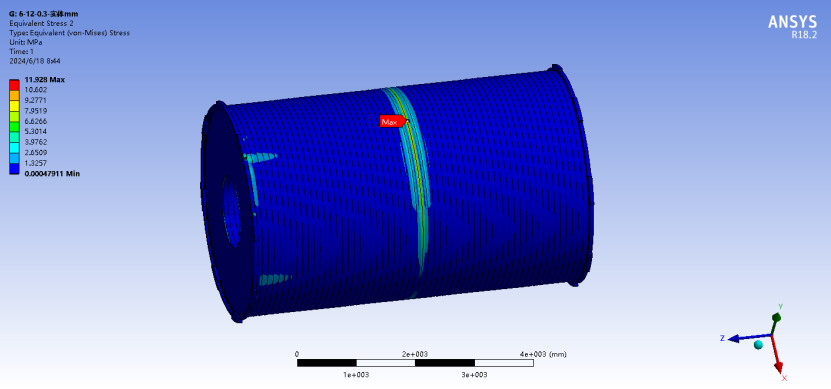 G: 6-12-0.3-实体mm
Equivalent Stress 2
Type: Equivalent (von-Mises) Stress
Unit: MPa
Time: 1
2024/6/18 8:44
ANSYS
R18.2
11.928 Max
10.602
9.2771
7.9519
6.6266
5.3014
3.9762
2.6509
1.3257
0.00047911 Min
Max
Y
Z
X
0 2e+003 4e+003 (mm)
1e+003 3e+003